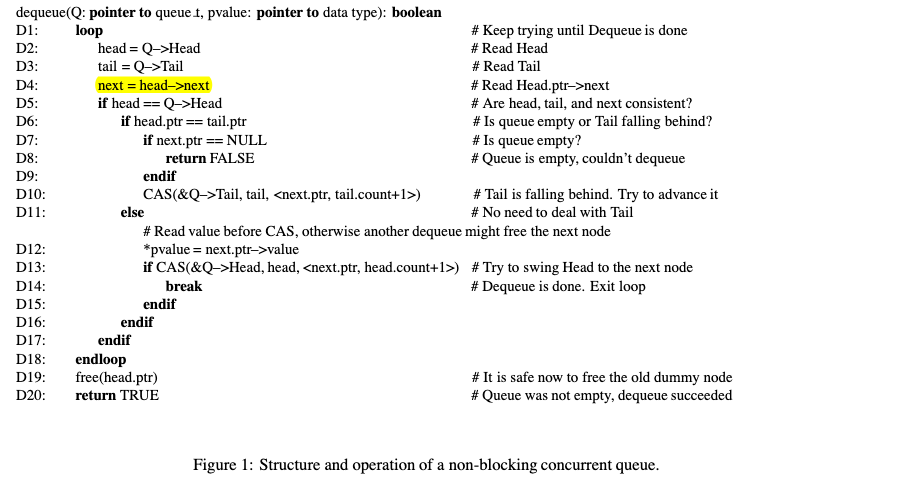 dequeue(Q: pointer to queue_t, pvalue: pointer to data type): boolean
D1: loop # Keep trying until Dequeue is done
D2: head = Q–>Head # Read Head
D3: tail = Q–>Tail # Read Tail
D4: next = head–>next # Read Head.ptr–>next
D5: if head == Q–>Head # Are head, tail, and next consistent?
D6: if head.ptr == tail.ptr # Is queue empty or Tail falling behind?
D7: if next.ptr == NULL # Is queue empty?
D8: return FALSE # Queue is empty, couldn’t dequeue
D9: endif
D10: CAS(&Q–>Tail, tail, <next.ptr, tail.count+1>) # Tail is falling behind. Try to advance it
D11: else # No need to deal with Tail
# Read value before CAS, otherwise another dequeue might free the next node
D12: *pvalue = next.ptr–>value
D13: if CAS(&Q–>Head, head, <next.ptr, head.count+1>) # Try to swing Head to the next node
D14: break # Dequeue is done. Exit loop
D15: endif
D16: endif
D17: endif
D18: endloop
D19: free(head.ptr) # It is safe now to free the old dummy node
D20: return TRUE # Queue was not empty, dequeue succeeded
Figure 1: Structure and operation of a non-blocking concurrent queue.